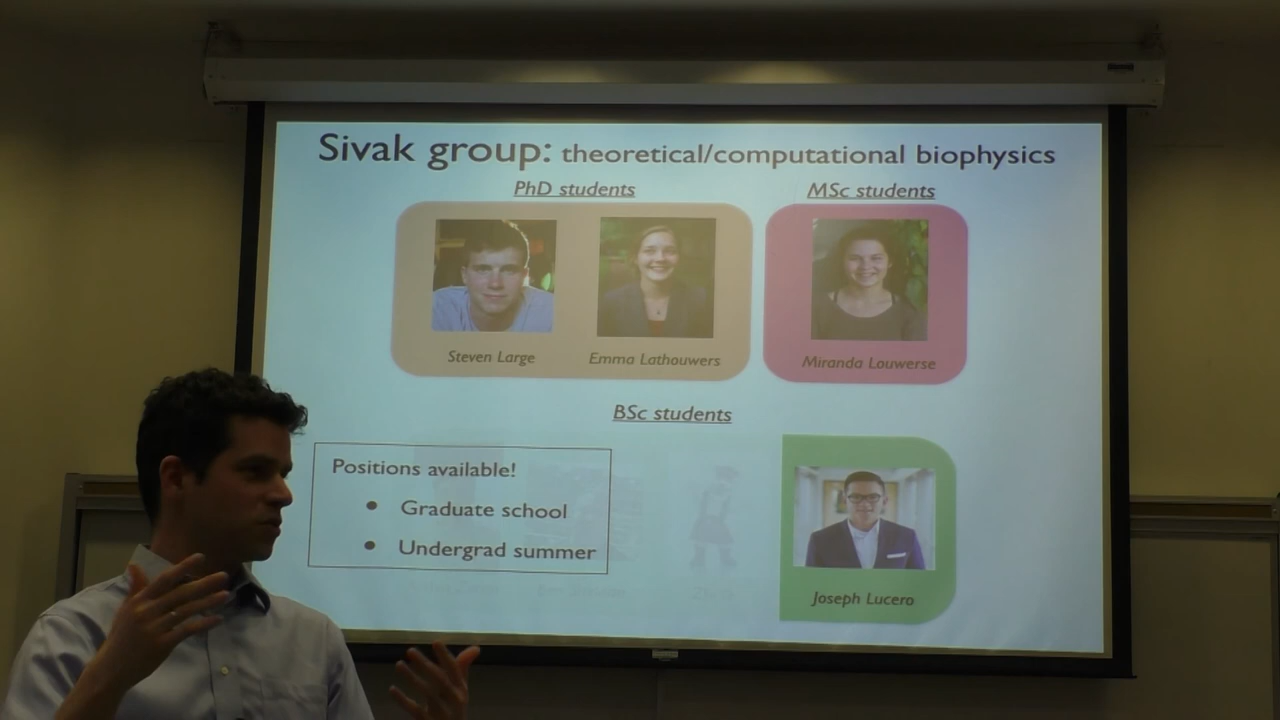 Sivak group: theoretical/computational biophysics
PhD students
MSc students
Steven Large
Emma Lathouwers
Miranda Louwerse
BSc students
Positions available!
• Graduate school
• Undergrad summer
Joseph Lucero